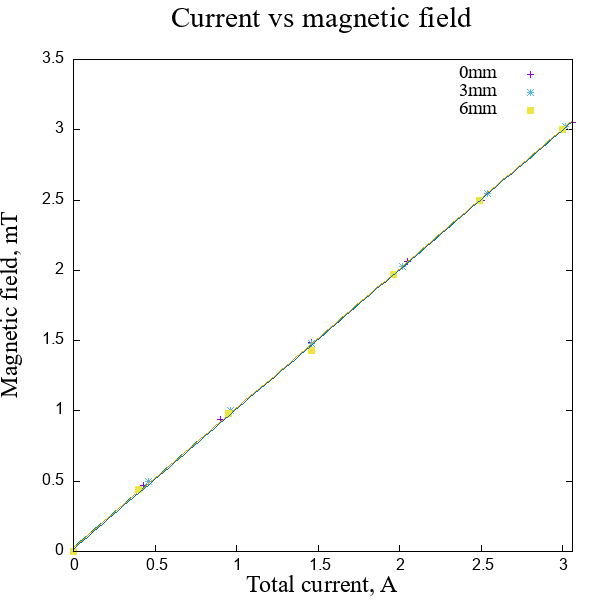 Current vs magnetic field
0mm
3mm
6mm
Magnetic field, mT
3.5
3
2.5
2
1.5
1
0.5
0
0 0.5 1 1.5 2 2.5 3
Total current, A